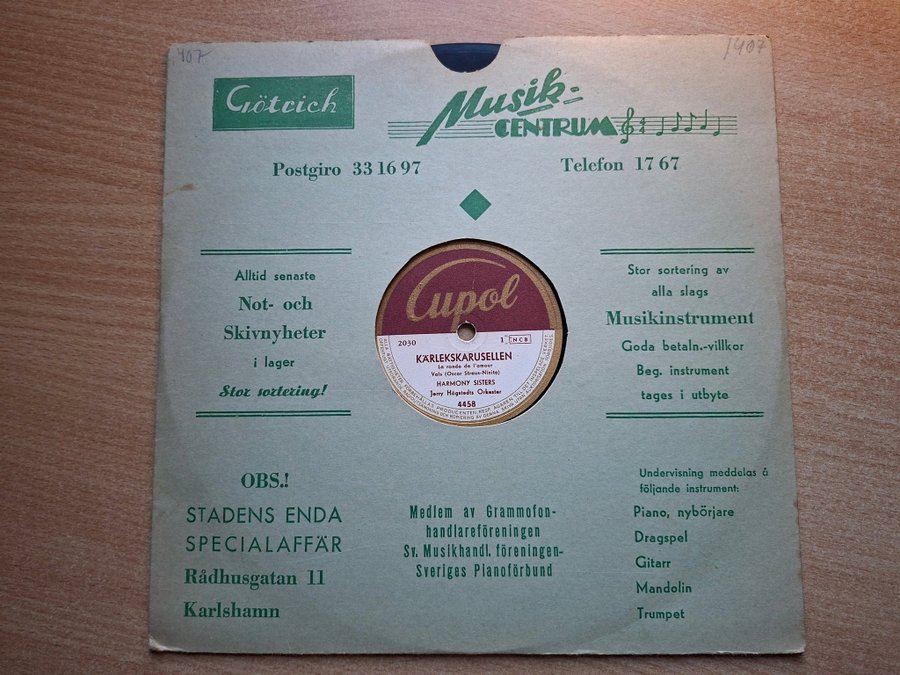 407
1407
Götrich
Musik-
CENTRUM
Postgiro 33 16 97
Telefon 17 67
Alltid senaste
Not- och
Skivnyheter
i lager
Stor sortering!
Cupol
2030
1 NCB
KÄRLEKSKARUSELLEN
La ronde de l'amour
Vals (Oscar Straus-Ninita)
HARMONY SISTERS
Jerry Högstedts Orkester
4458
Stor sortering av
alla slags
Musikinstrument
Goda betaln.-villkor
Beg. instrument
tages i utbyte
OBS.!
STADENS ENDA
SPECIALAFFÄR
Rådhusgatan 11
Karlshamn
Medlem av Grammofon-
handlareföreningen
Sv. Musikhandl. föreningen-
Sveriges Pianoförbund
Undervisning meddelas å
följande instrument:
Piano, nybörjare
Dragspel
Gitarr
Mandolin
Trumpet